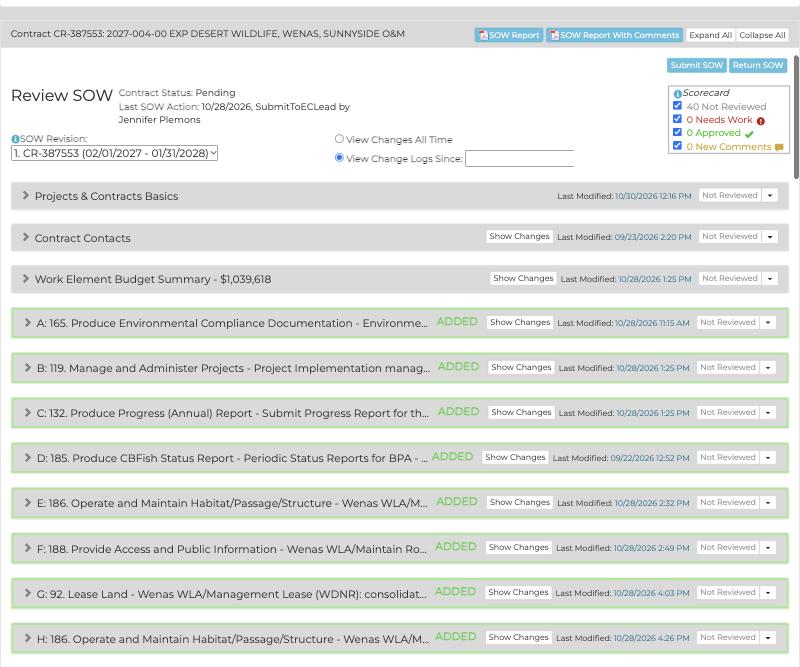 Contract CR-387553: 2027-004-00 EXP DESERT WILDLIFE, WENAS, SUNNYSIDE O&M
SOW Report
SOW Report With Comments
Expand All
Collapse All
Submit SOW
Return SOW
Review SOW
Contract Status: Pending
Last SOW Action: 10/28/2026, SubmitToECLead by
Jennifer Plemons
Scorecard
40 Not Reviewed
0 Needs Work
0 Approved
0 New Comments
SOW Revision:
1. CR-387553 (02/01/2027 - 01/31/2028)
View Changes All Time
View Change Logs Since:
Projects & Contracts Basics Last Modified: 10/30/2026 12:16 PM Not Reviewed
Contract Contacts Show Changes Last Modified: 09/23/2026 2:20 PM Not Reviewed
Work Element Budget Summary - $1,039,618 Show Changes Last Modified: 10/28/2026 1:25 PM Not Reviewed
A: 165. Produce Environmental Compliance Documentation - Environme... ADDED Show Changes Last Modified: 10/28/2026 11:15 AM Not Reviewed
B: 119. Manage and Administer Projects - Project Implementation manag... ADDED Show Changes Last Modified: 10/28/2026 1:25 PM Not Reviewed
C: 132. Produce Progress (Annual) Report - Submit Progress Report for th... ADDED Show Changes Last Modified: 10/28/2026 1:25 PM Not Reviewed
D: 185. Produce CBFish Status Report - Periodic Status Reports for BPA - ... ADDED Show Changes Last Modified: 09/22/2026 12:52 PM Not Reviewed
E: 186. Operate and Maintain Habitat/Passage/Structure - Wenas WLA/M... ADDED Show Changes Last Modified: 10/28/2026 2:32 PM Not Reviewed
F: 188. Provide Access and Public Information - Wenas WLA/Maintain Ro... ADDED Show Changes Last Modified: 10/28/2026 2:49 PM Not Reviewed
G: 92. Lease Land - Wenas WLA/Management Lease (WDNR): consolidat... ADDED Show Changes Last Modified: 10/28/2026 4:03 PM Not Reviewed
H: 186. Operate and Maintain Habitat/Passage/Structure - Wenas WLA/M... ADDED Show Changes Last Modified: 10/28/2026 4:26 PM Not Reviewed